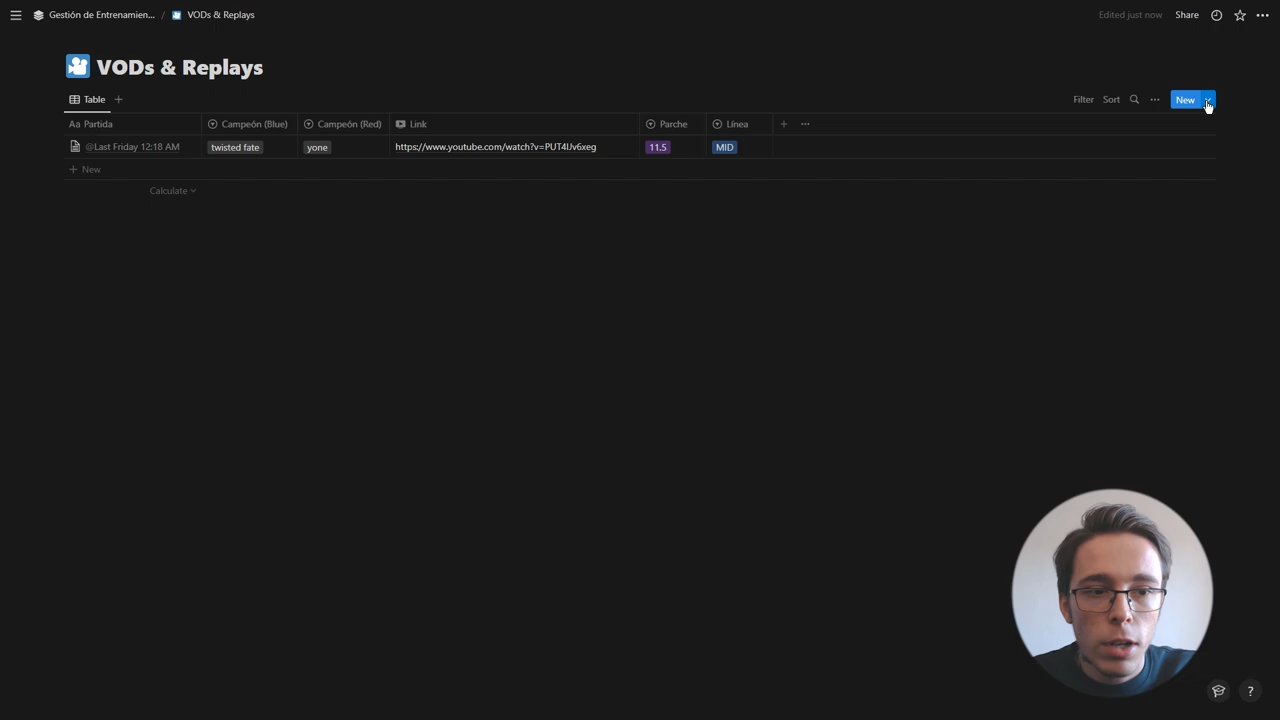 Gestión de Entrenamien... / VODs & Replays
Edited just now Share
VODs & Replays
Table
Filter Sort New
Aa Partida Campeón (Blue) Campeón (Red) Link Parche Línea
@Last Friday 12:18 AM twisted fate yone https://www.youtube.com/watch?v=PUT4IJv6xeg 11.5 MID
+ New
Calculate
?